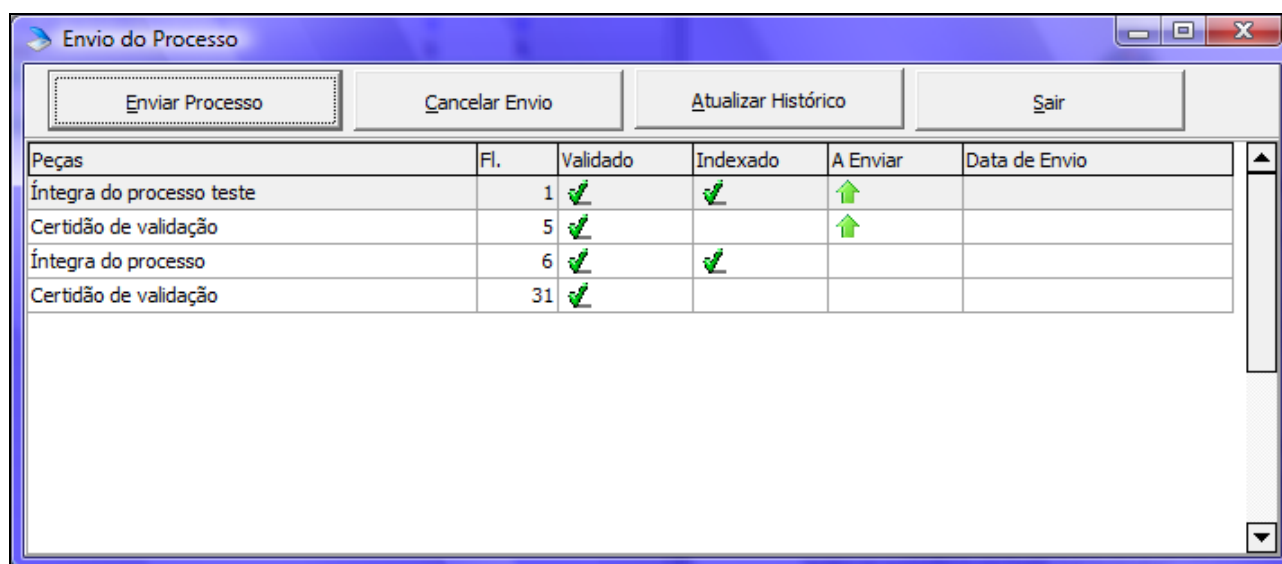 Envio do Processo
Enviar Processo Cancelar Envio Atualizar Histórico Sair
Peças Fl. Validado Indexado A Enviar Data de Envio
Íntegra do processo teste 1
Certidão de validação 5
Íntegra do processo 6
Certidão de validação 31